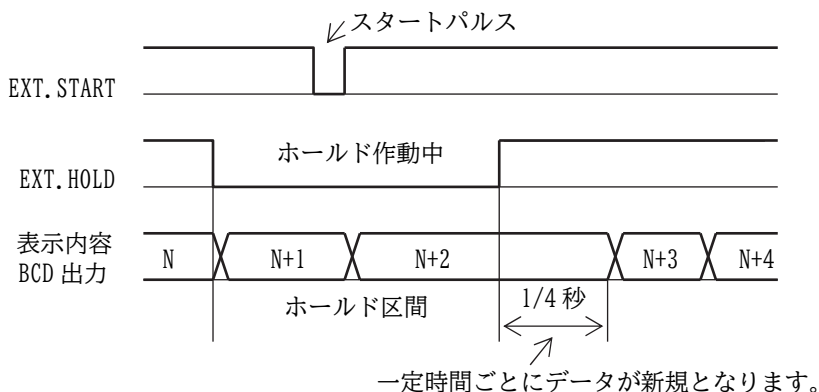 スタートパルス
EXT.START
ホールド作動中
EXT.HOLD
表示内容
BCD 出力
N
N+1
N+2
N+3
N+4
ホールド区間
1/4 秒
一定時間ごとにデータが新規となります。